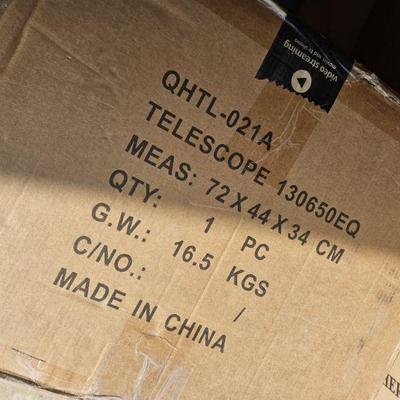 video streaming
QHTL-021A
TELESCOPE 130650EQ
MEAS: 72 X 44 X 34 CM
QTY: 1 PC
G.W.: 16.5 KGS
C/NO.: /
MADE IN CHINA